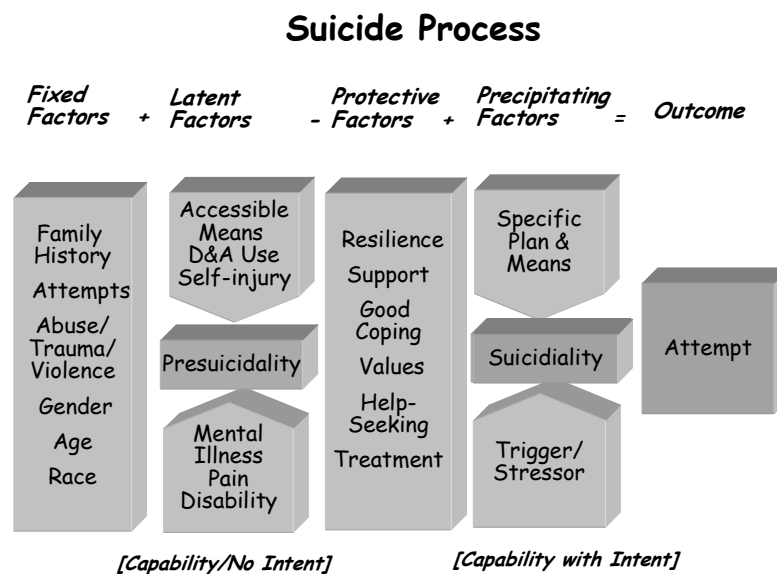 Suicide Process
Fixed
Factors + Latent
Factors - Protective
Factors + Precipitating
Factors = Outcome
Family
History
Attempts
Abuse/
Trauma/
Violence
Gender
Age
Race
Accessible
Means
D&A Use
Self-injury
Presuicidality
Mental
Illness
Pain
Disability
Resilience
Support
Good
Coping
Values
Help-
Seeking
Treatment
Specific
Plan &
Means
Suicidiality
Trigger/
Stressor
Attempt
[Capability/No Intent]
[Capability with Intent]